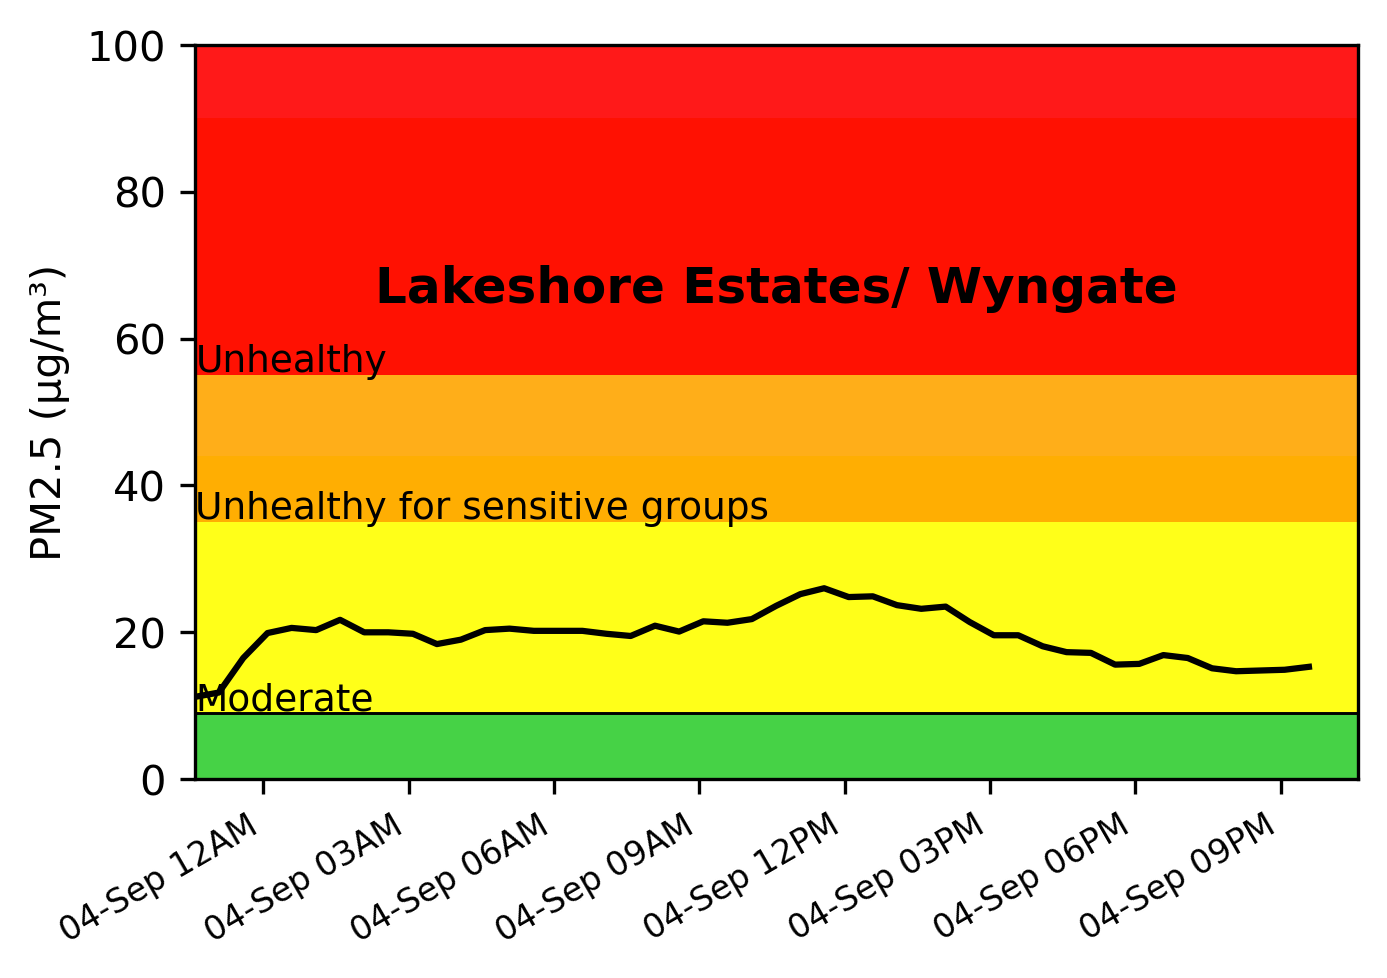 100
80
60
40
20
0
PM2.5 (µg/m³)
Lakeshore Estates/ Wyngate
Unhealthy
Unhealthy for sensitive groups
Moderate
04-Sep 12AM
04-Sep 03AM
04-Sep 06AM
04-Sep 09AM
04-Sep 12PM
04-Sep 03PM
04-Sep 06PM
04-Sep 09PM